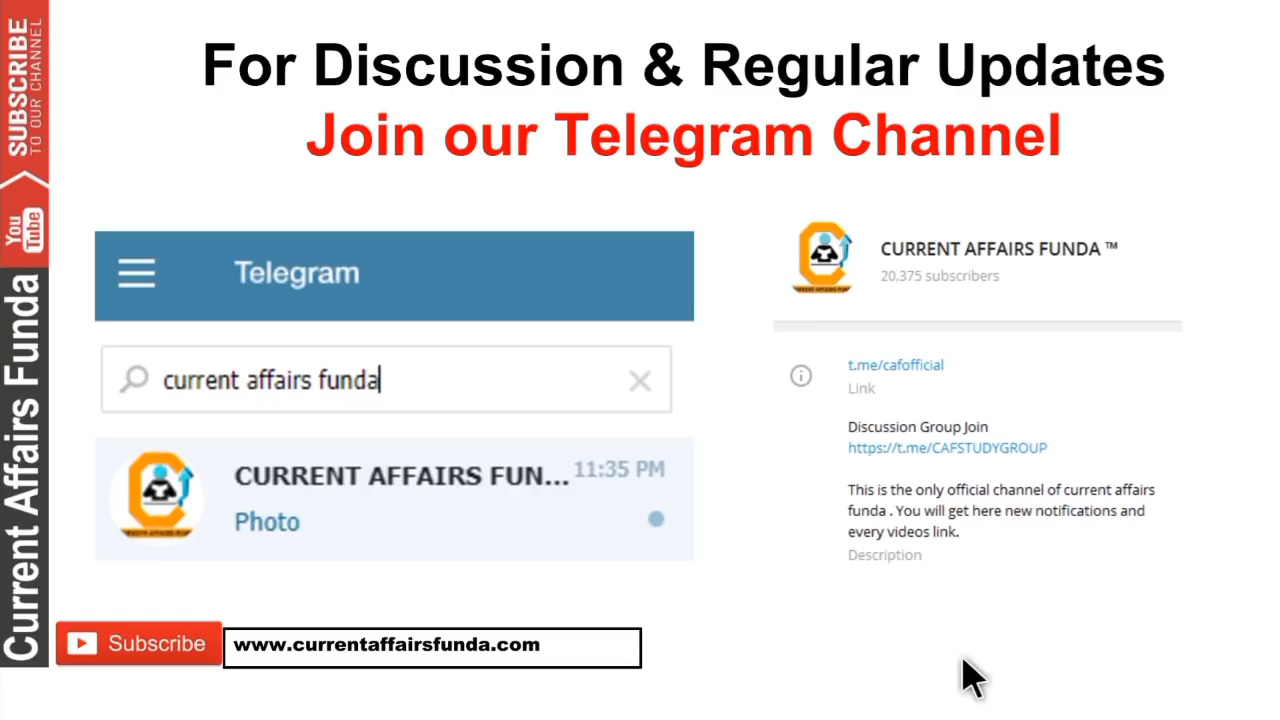 SUBSCRIBE
TO OUR CHANNEL
You
Tube
Current Affairs Funda
For Discussion & Regular Updates
Join our Telegram Channel
Telegram
current affairs funda
CURRENT AFFAIRS FUN...
11:35 PM
Photo
CURRENT AFFAIRS FUNDA ™
20,375 subscribers
t.me/cafofficial
Link
Discussion Group Join
https://t.me/CAFSTUDYGROUP
This is the only official channel of current affairs
funda . You will get here new notifications and
every videos link.
Description
Subscribe
www.currentaffairsfunda.com